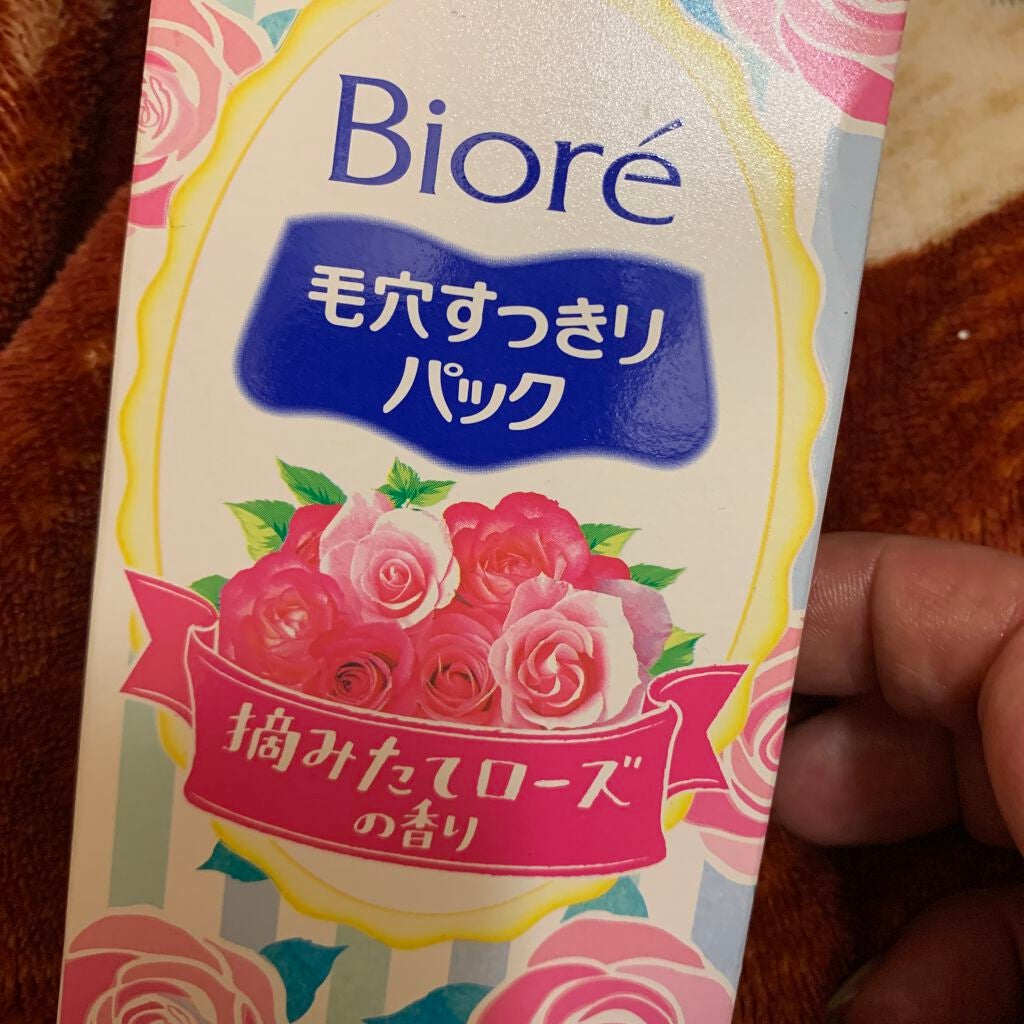 Bioré
毛穴すっきり
パック
摘みたてローズ
の香り